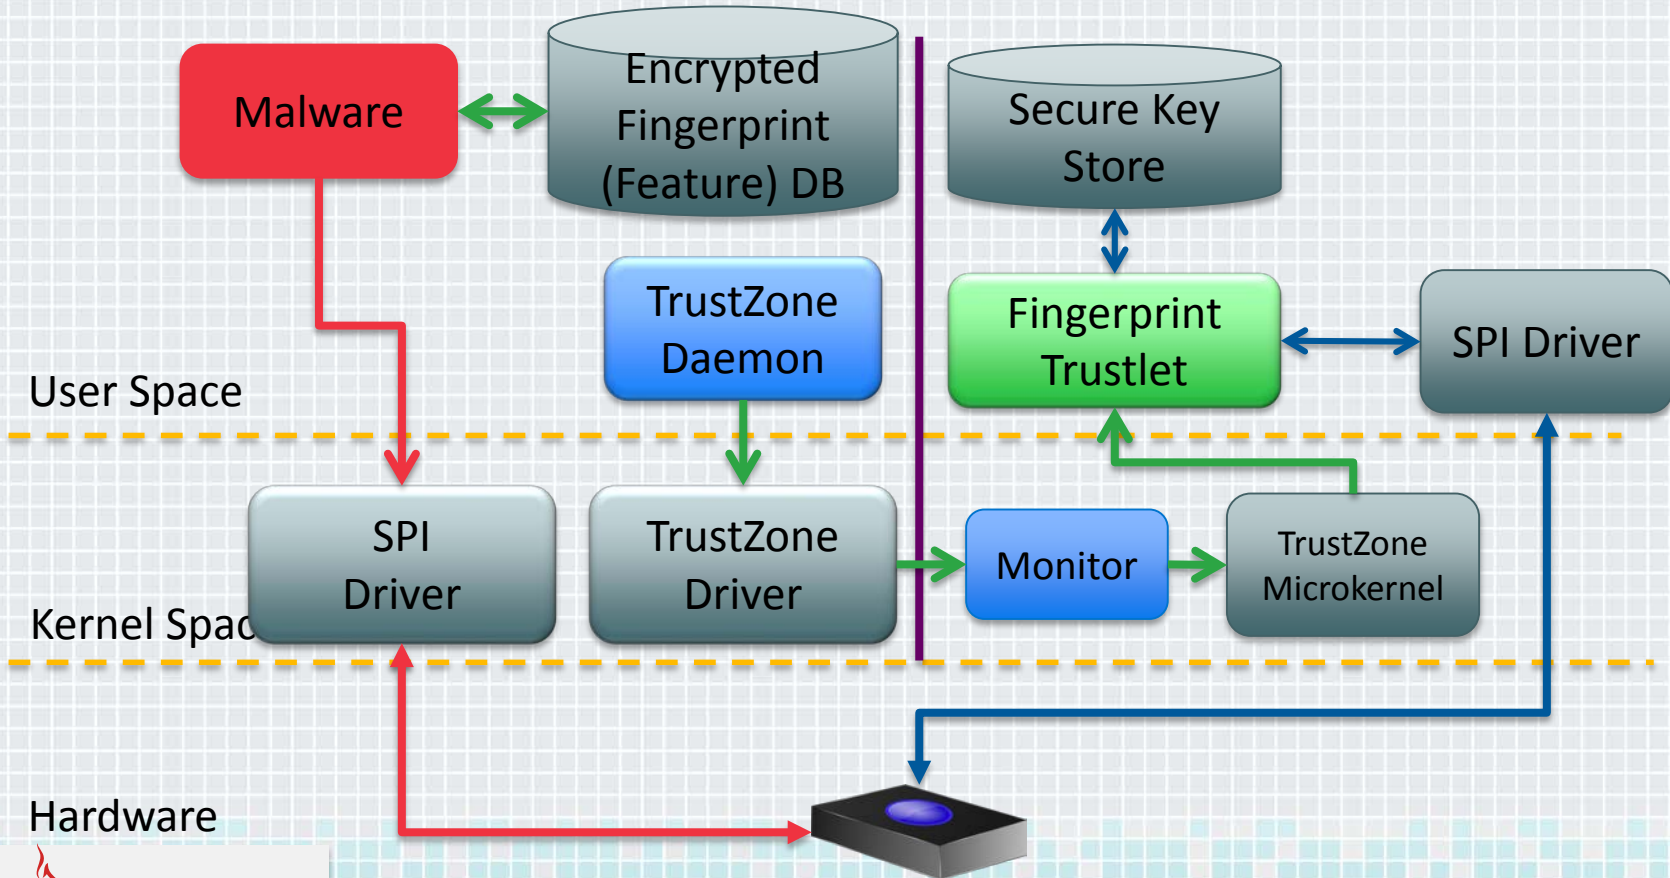 Malware
Encrypted
Fingerprint
(Feature) DB
Secure Key
Store
TrustZone
Daemon
Fingerprint
Trustlet
SPI Driver
User Space
SPI
Driver
TrustZone
Driver
Monitor
TrustZone
Microkernel
Kernel Spac
Hardware